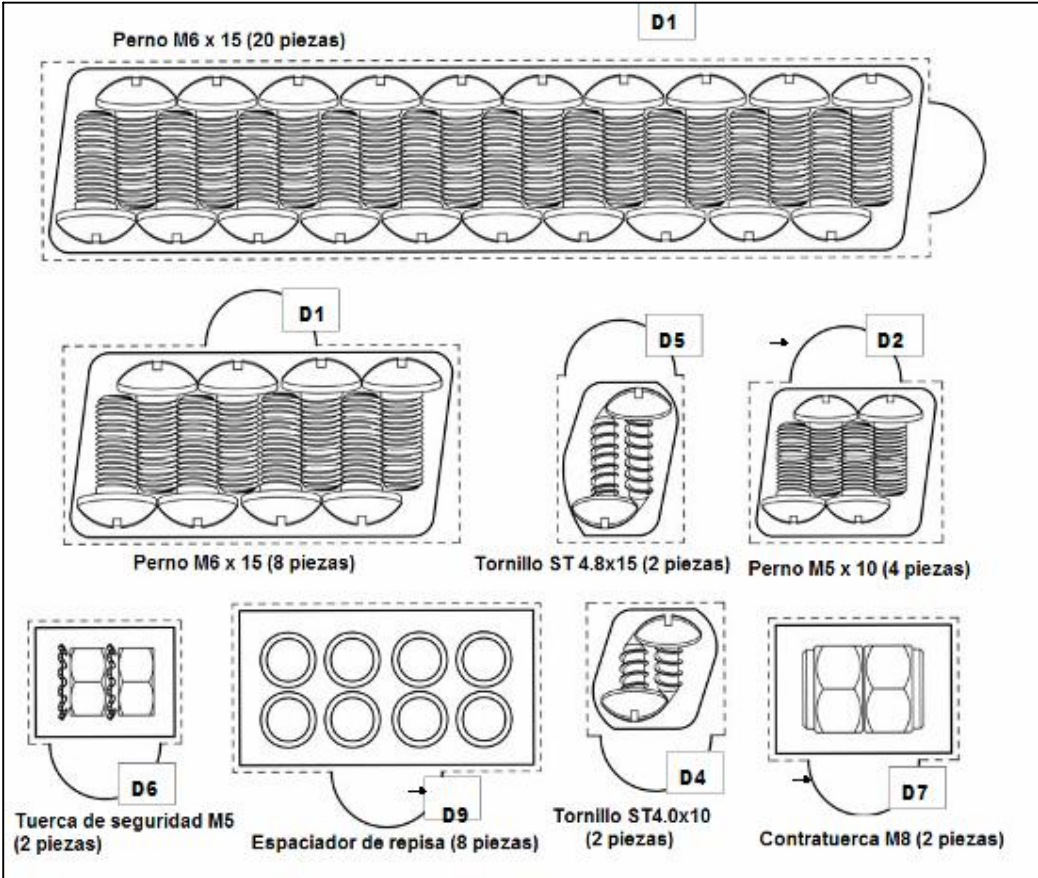 D1
Perno M6 x 15 (20 piezas)
D1
D5
D2
Perno M6 x 15 (8 piezas)
Tornillo ST 4.8x15 (2 piezas)
Perno M5 x 10 (4 piezas)
D6
D9
D4
D7
Tuerca de seguridad M5
(2 piezas)
Espaciador de repisa (8 piezas)
Tornillo ST4.0x10
(2 piezas)
Contratuerca M8 (2 piezas)